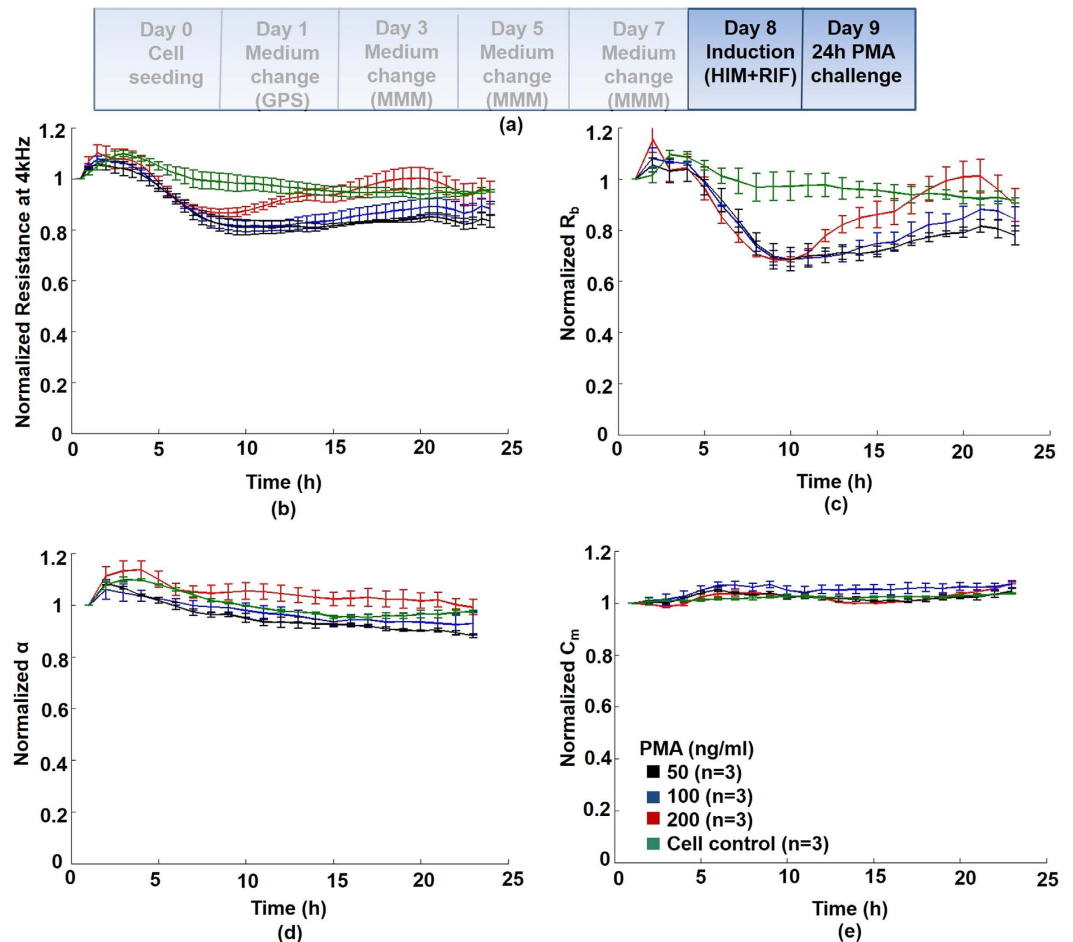 Day 0
Cell
seeding
Day 1
Medium
change
(GPS)
Day 3
Medium
change
(MMM)
Day 5
Medium
change
(MMM)
Day 7
Medium
change
(MMM)
Day 8
Induction
(HIM+RIF)
Day 9
24h PMA
challenge
(a)
Normalized Resistance at 4kHz
1.2
1
0.8
0.6
0.4
0.2
0
0 5 10 15 20 25
Time (h)
(b)
Normalized Rb
1.2
1
0.8
0.6
0.4
0.2
0
0 5 10 15 20 25
Time (h)
(c)
Normalized α
1.2
1
0.8
0.6
0.4
0.2
0
0 5 10 15 20 25
Time (h)
(d)
Normalized Cm
1.2
1
0.8
0.6
0.4
0.2
0
PMA (ng/ml)
50 (n=3)
100 (n=3)
200 (n=3)
Cell control (n=3)
0 5 10 15 20 25
Time (h)
(e)